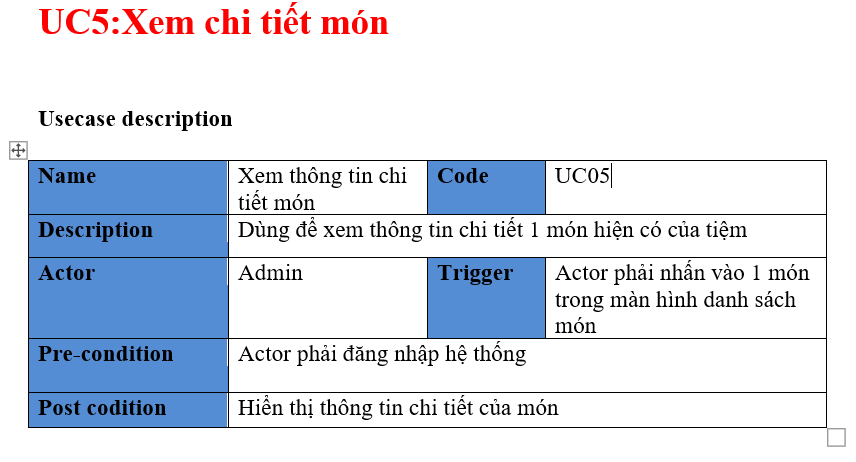 UC5:Xem chi tiết món
Usecase description
Name
Xem thông tin chi
tiết món
Code
UC05
Description
Dùng để xem thông tin chi tiết 1 món hiện có của tiệm
Actor
Admin
Trigger
Actor phải nhấn vào 1 món
trong màn hình danh sách
món
Pre-condition
Actor phải đăng nhập hệ thống
Post codition
Hiển thị thông tin chi tiết của món